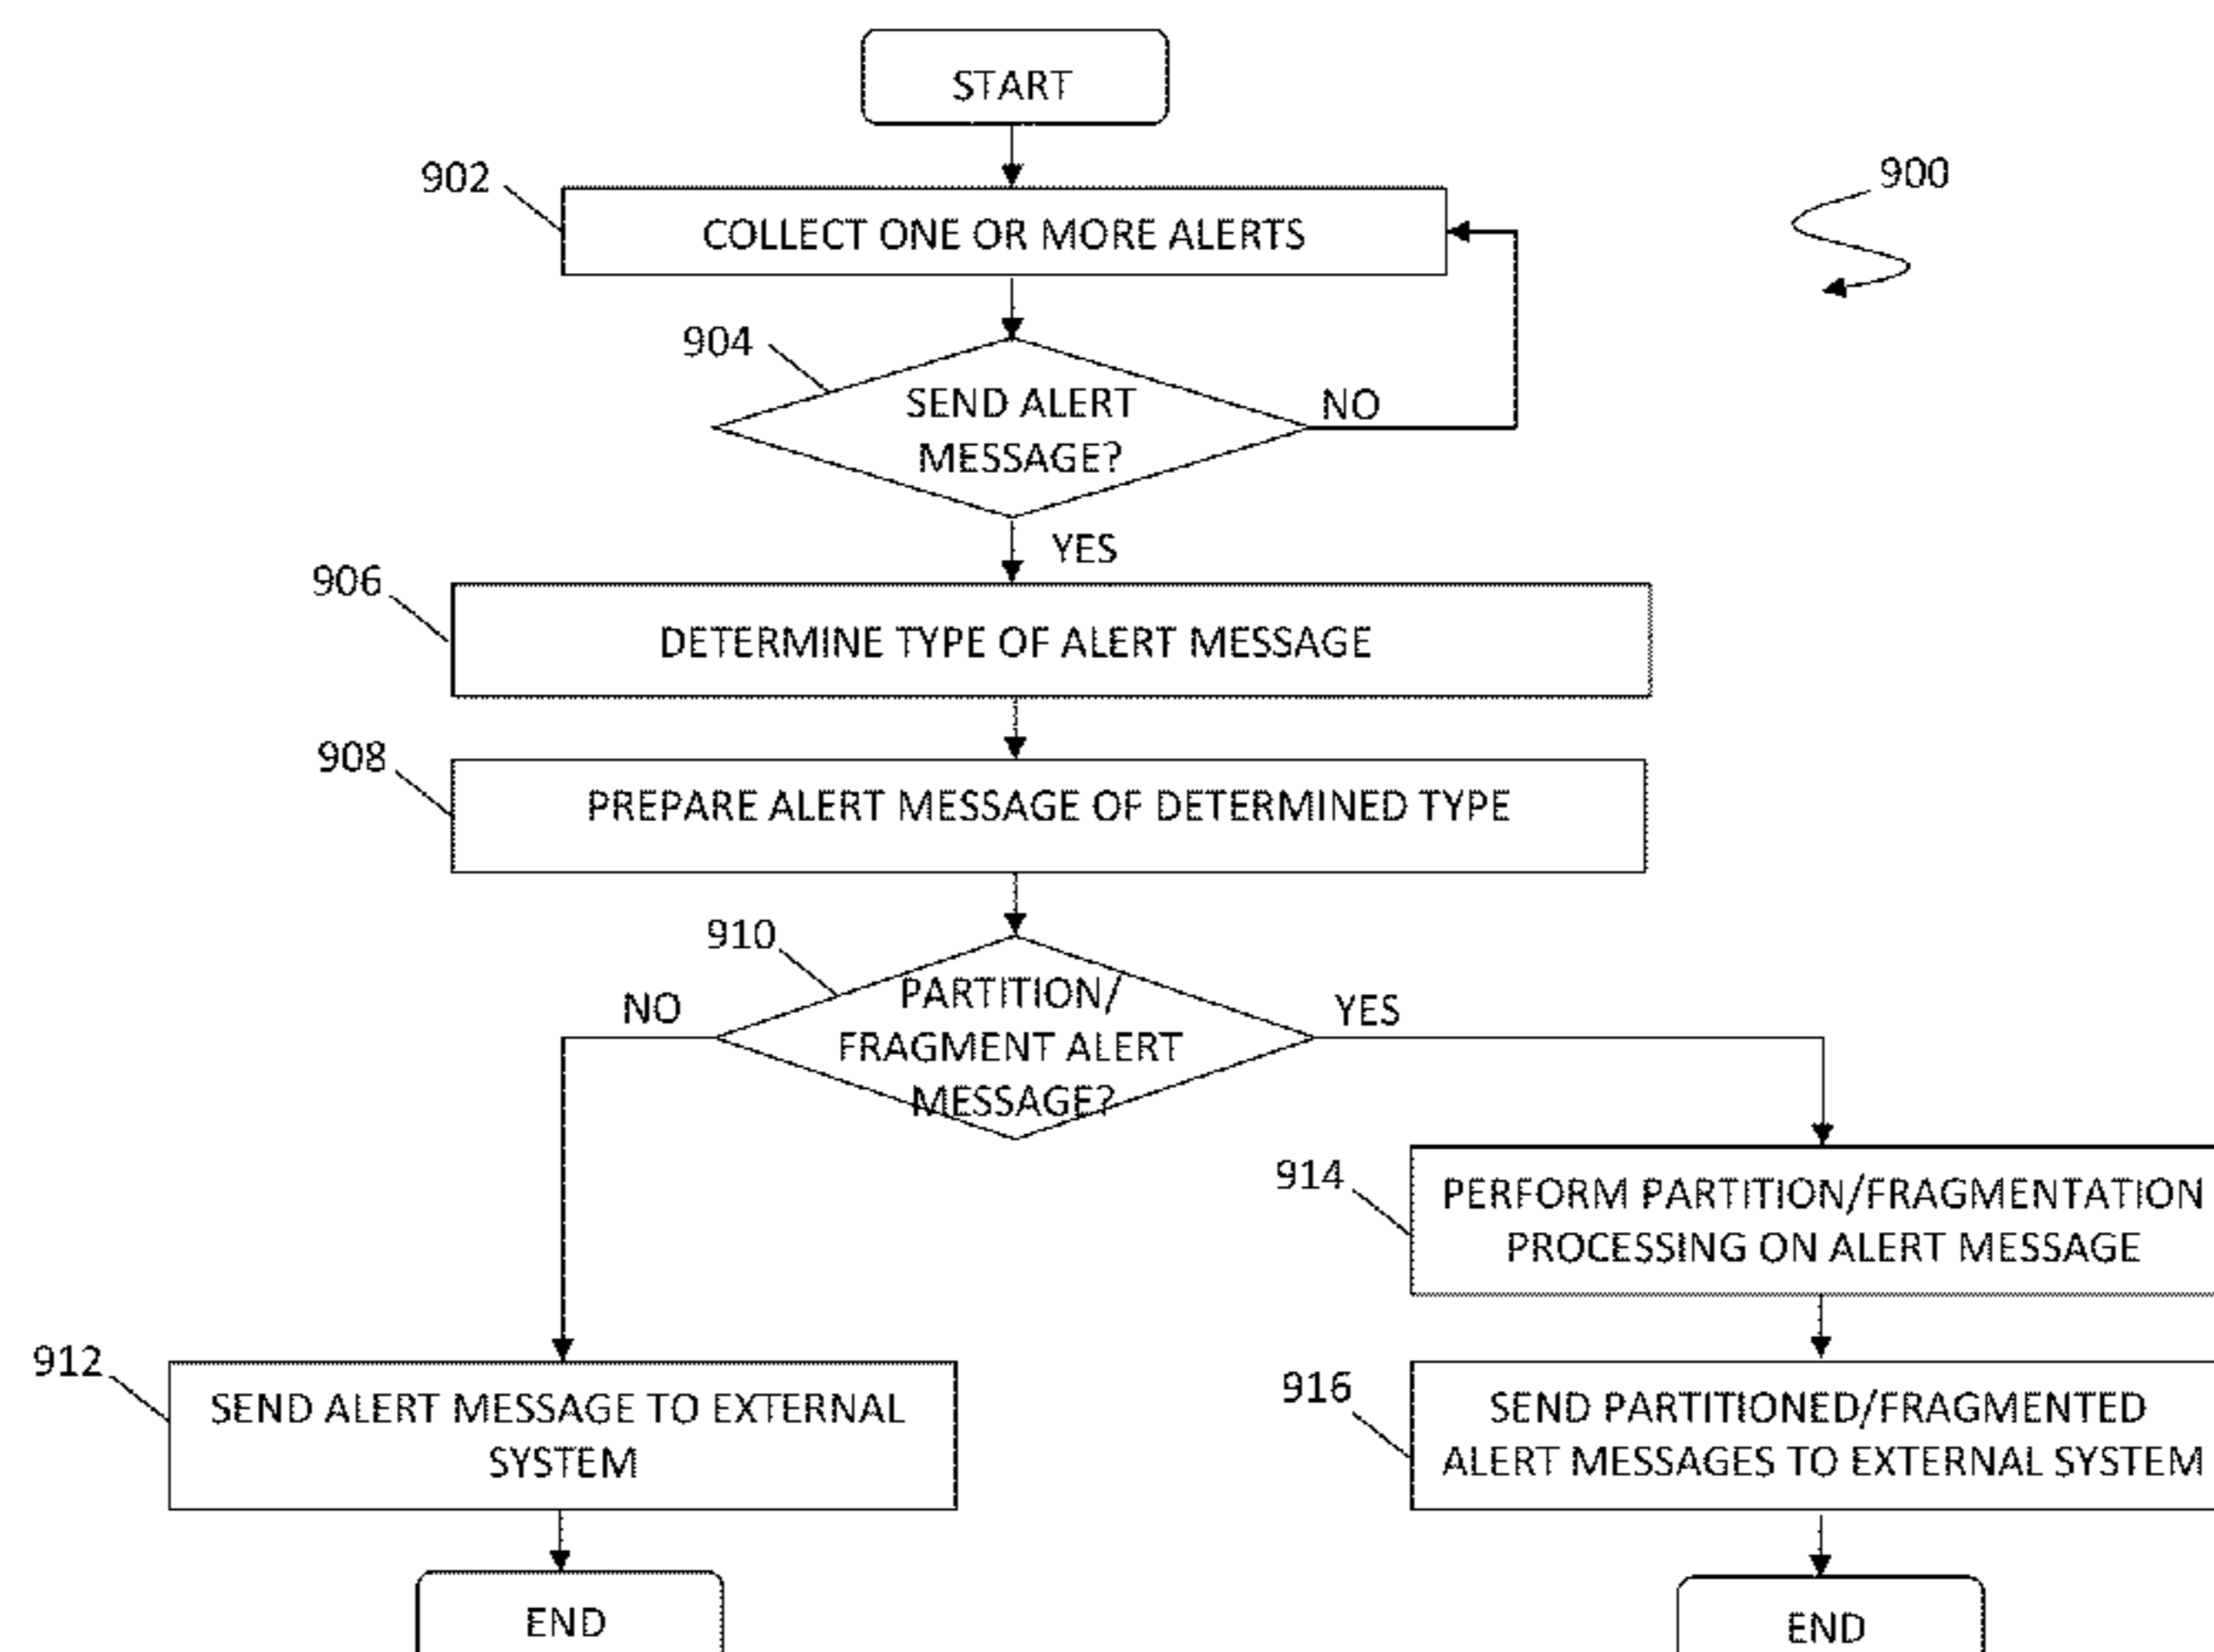 START
902
900
COLLECT ONE OR MORE ALERTS
904
SEND ALERT
MESSAGE?
NO
YES
906
DETERMINE TYPE OF ALERT MESSAGE
908
PREPARE ALERT MESSAGE OF DETERMINED TYPE
910
PARTITION/
FRAGMENT ALERT
MESSAGE?
NO
YES
914
PERFORM PARTITION/FRAGMENTATION
PROCESSING ON ALERT MESSAGE
912
SEND ALERT MESSAGE TO EXTERNAL
SYSTEM
916
SEND PARTITIONED/FRAGMENTED
ALERT MESSAGES TO EXTERNAL SYSTEM
END
END